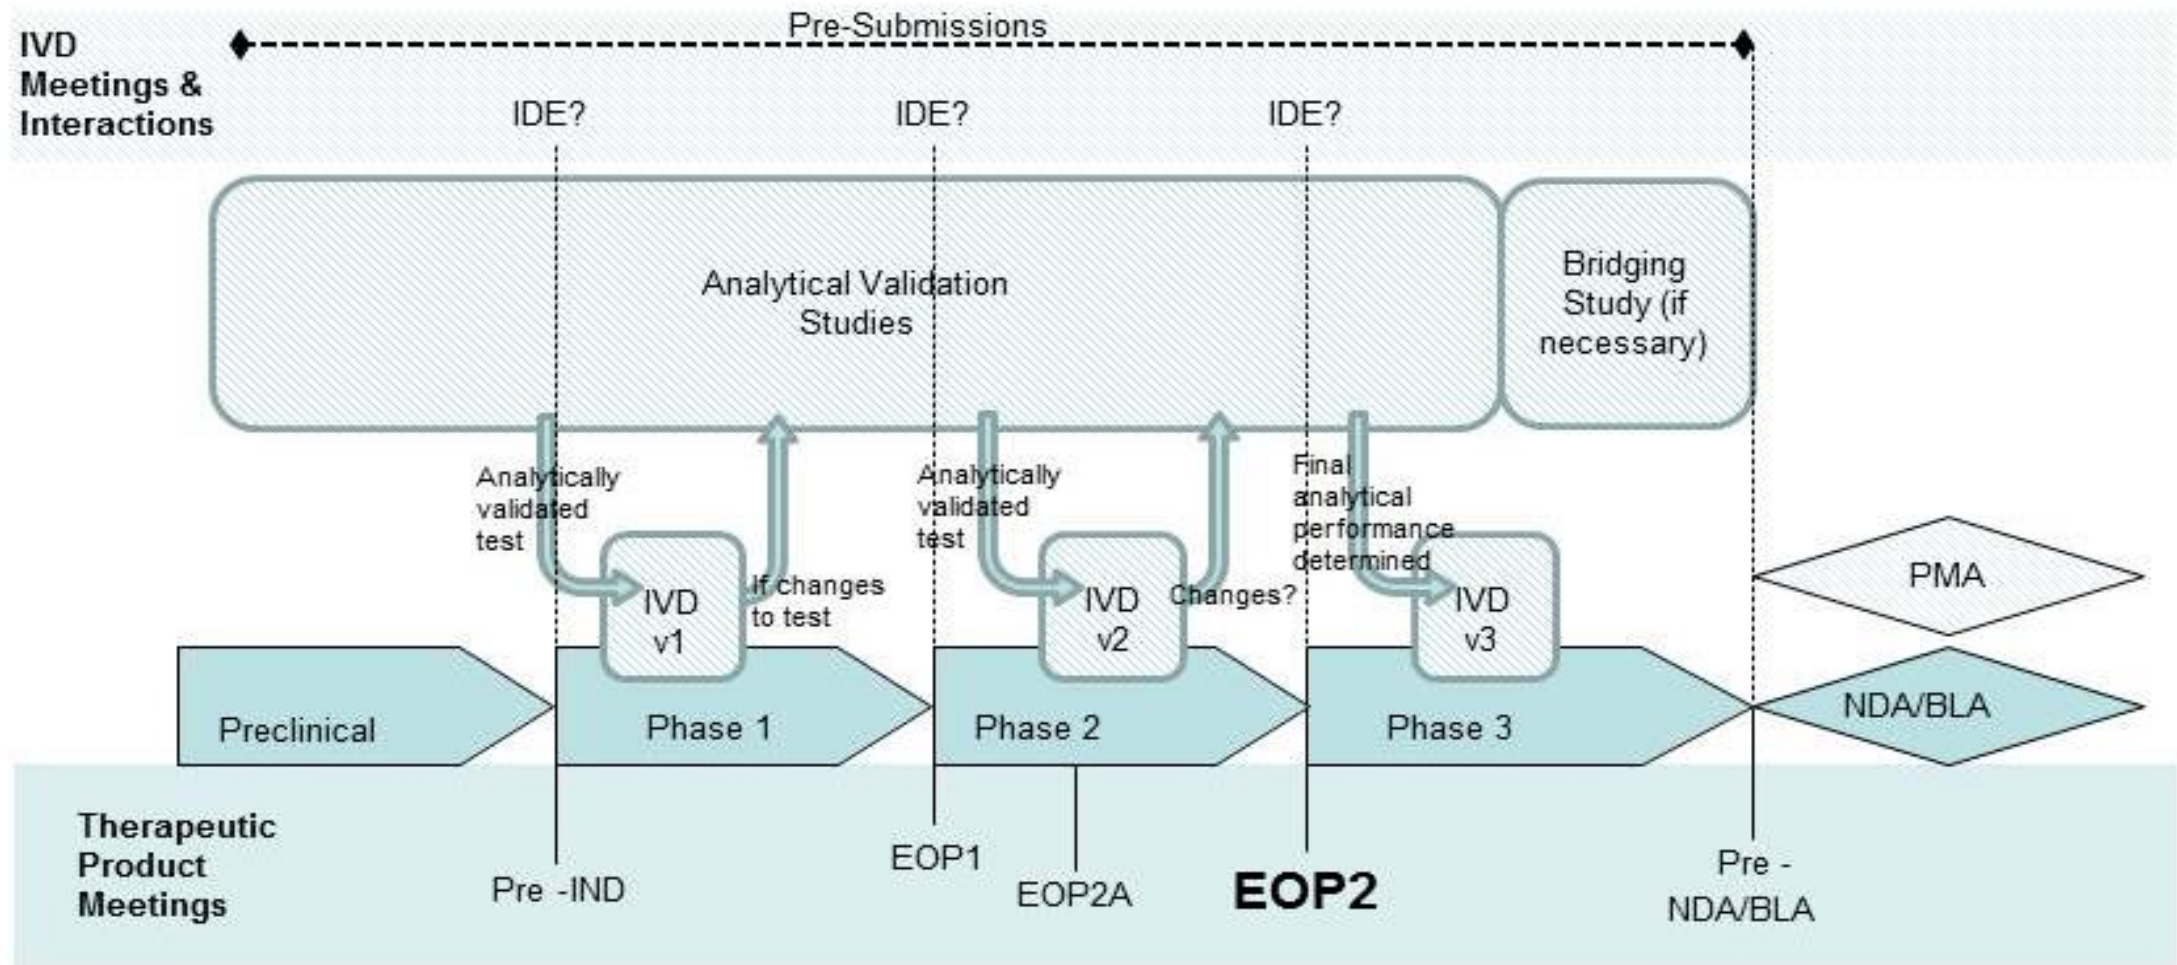 Pre-Submissions
IVD
Meetings &
Interactions
IDE?
IDE?
IDE?
Analytical Validation
Studies
Bridging
Study (if
necessary)
Analytically
validated
test
If changes
to test
Analytically
validated
test
Changes?
Final
analytical
performance
determined
IVD
v1
IVD
v2
IVD
v3
PMA
Preclinical
Phase 1
Phase 2
Phase 3
NDA/BLA
Therapeutic
Product
Meetings
Pre -IND
EOP1
EOP2A
EOP2
Pre -
NDA/BLA